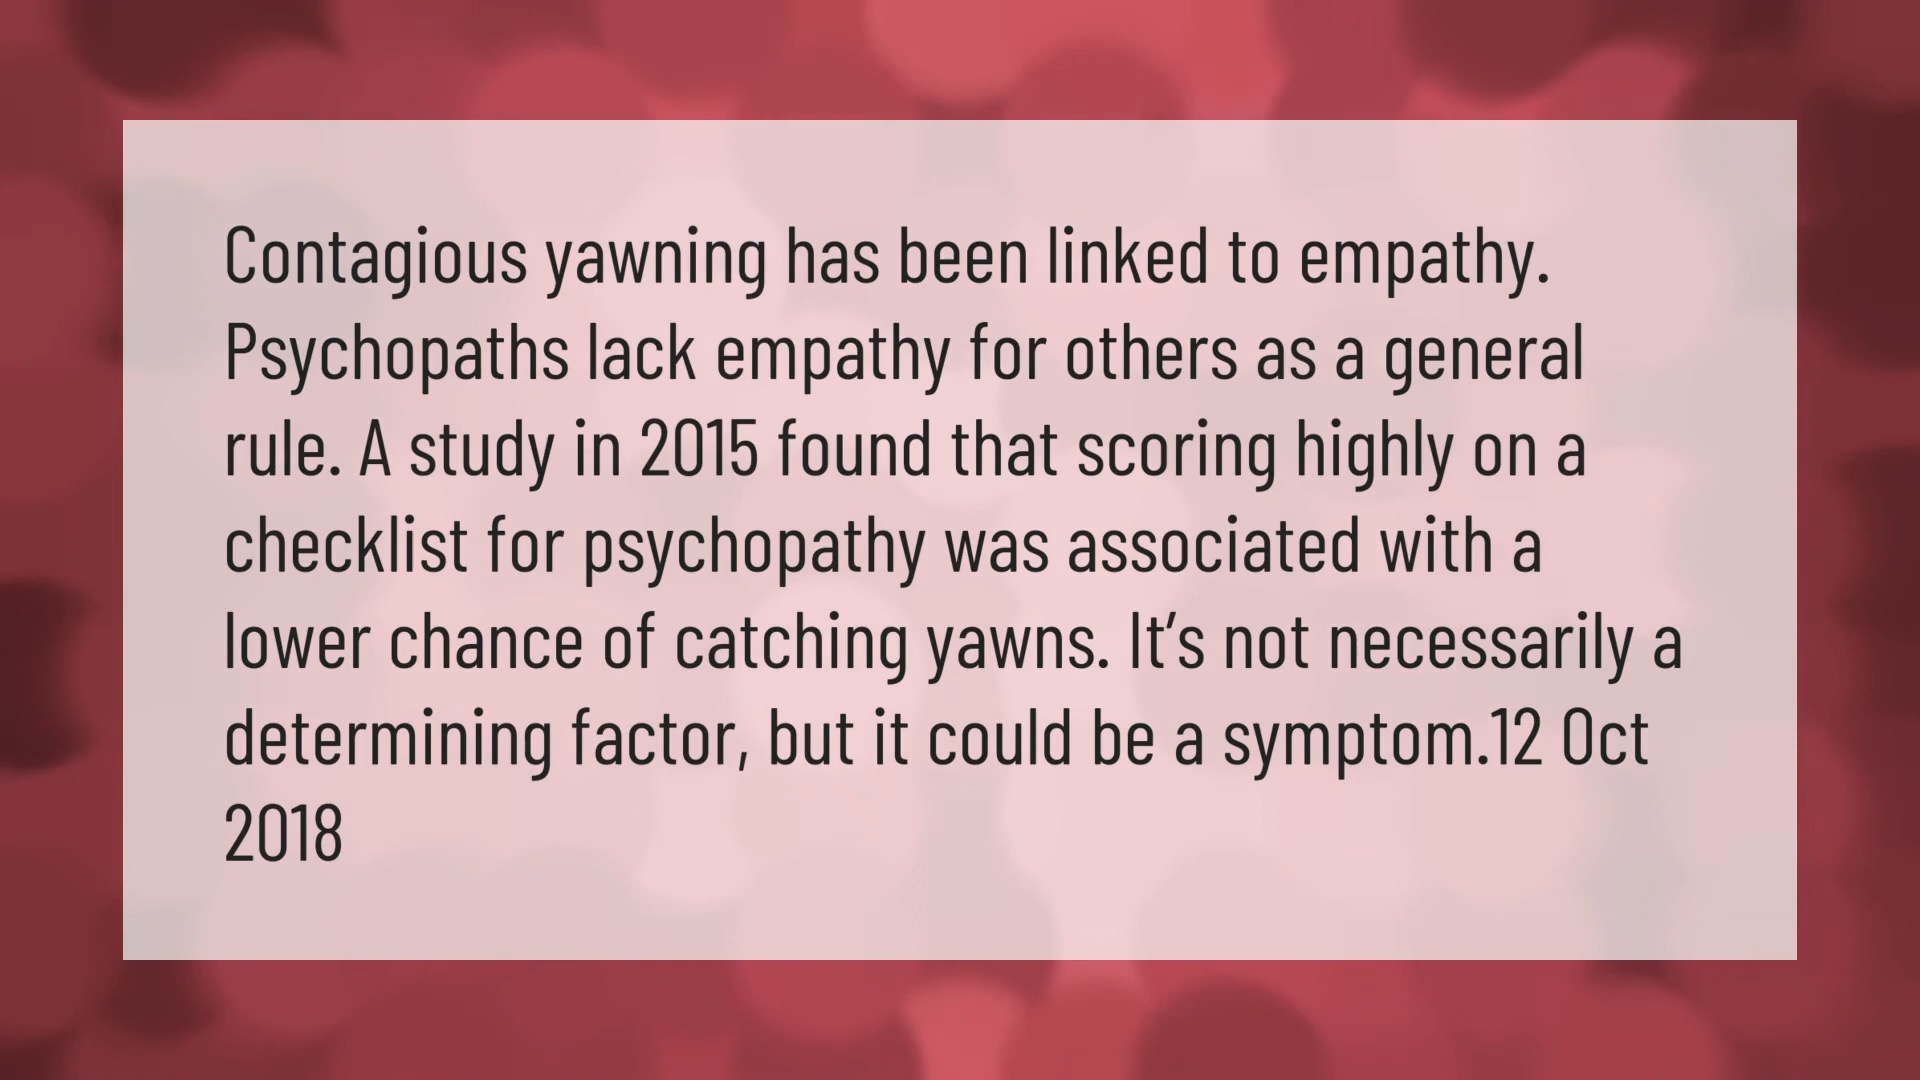 Contagious yawning has been linked to empathy.
Psychopaths lack empathy for others as a general
rule. A study in 2015 found that scoring highly on a
checklist for psychopathy was associated with a
lower chance of catching yawns. It’s not necessarily a
determining factor, but it could be a symptom.12 Oct
2018